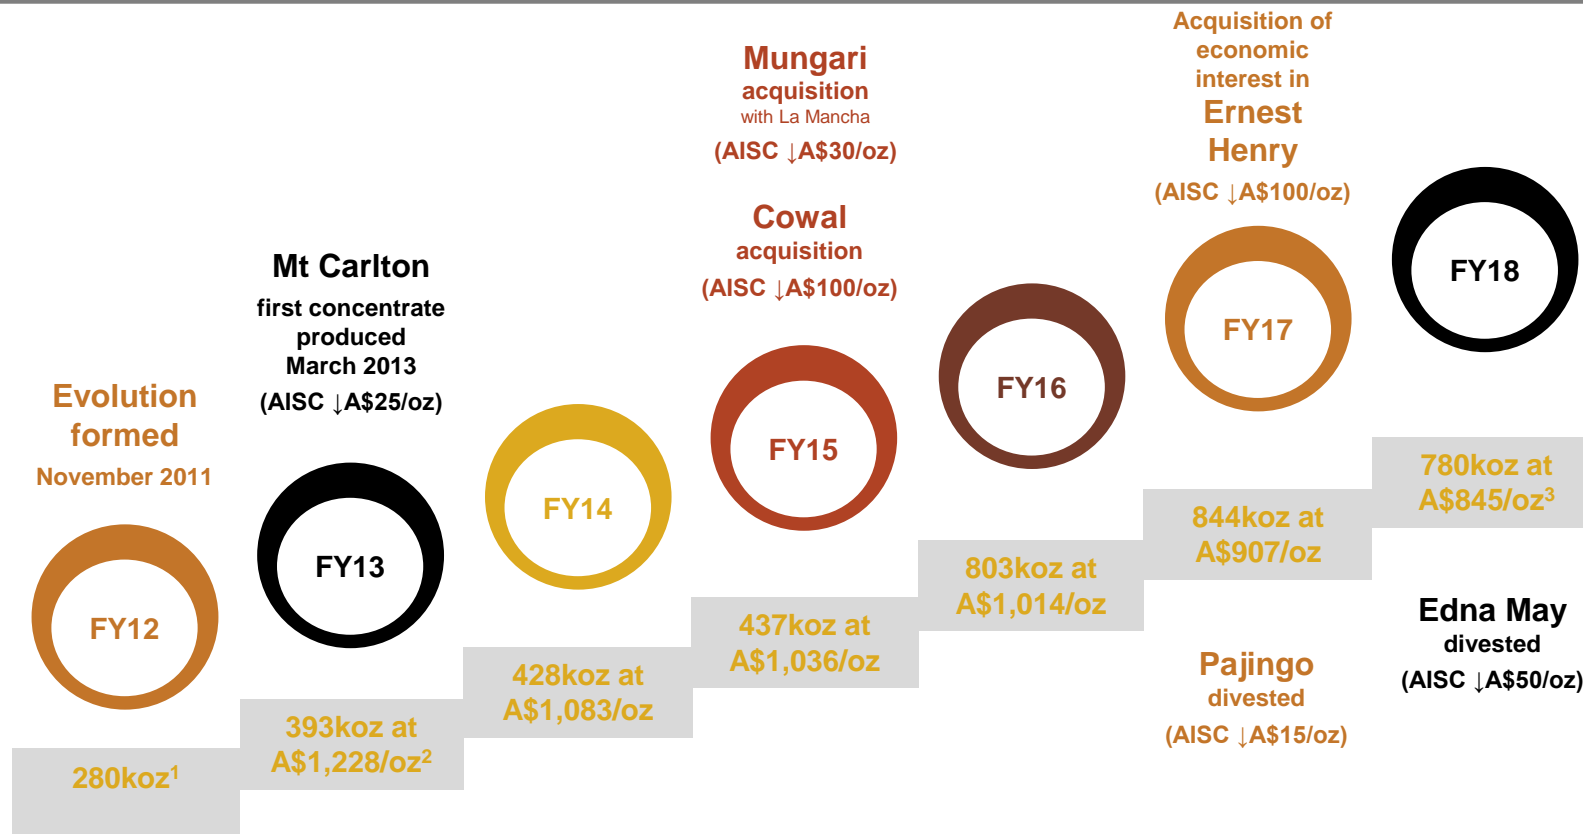 Evolution
formed
November 2011
FY12
280koz¹
Mt Carlton
first concentrate
produced
March 2013
(AISC ↓A$25/oz)
FY13
393koz at
A$1,228/oz²
FY14
428koz at
A$1,083/oz
Mungari
acquisition
with La Mancha
(AISC ↓A$30/oz)
Cowal
acquisition
(AISC ↓A$100/oz)
FY15
437koz at
A$1,036/oz
FY16
803koz at
A$1,014/oz
Acquisition of
economic
interest in
Ernest
Henry
(AISC ↓A$100/oz)
FY17
844koz at
A$907/oz
Pajingo
divested
(AISC ↓A$15/oz)
FY18
780koz at
A$845/oz³
Edna May
divested
(AISC ↓A$50/oz)